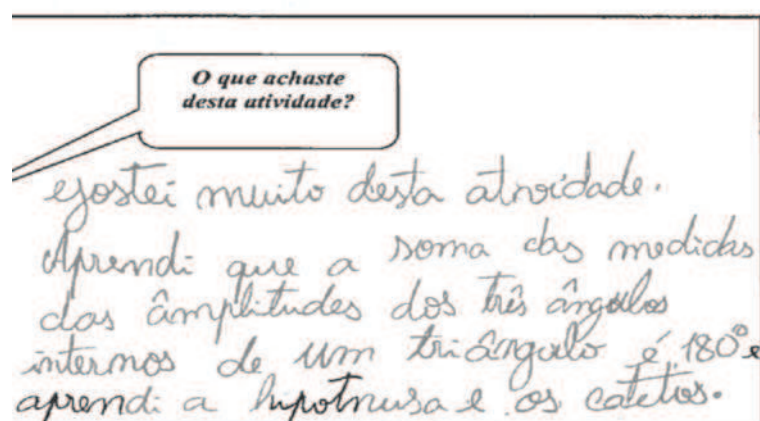 O que achaste
desta atividade?
Gostei muito desta atividade.
Aprendi que a soma das medidas
das âmplitudes dos três ângulos
internos de um triângulo é 180º e
aprendi a hipotnusa e os catetos.